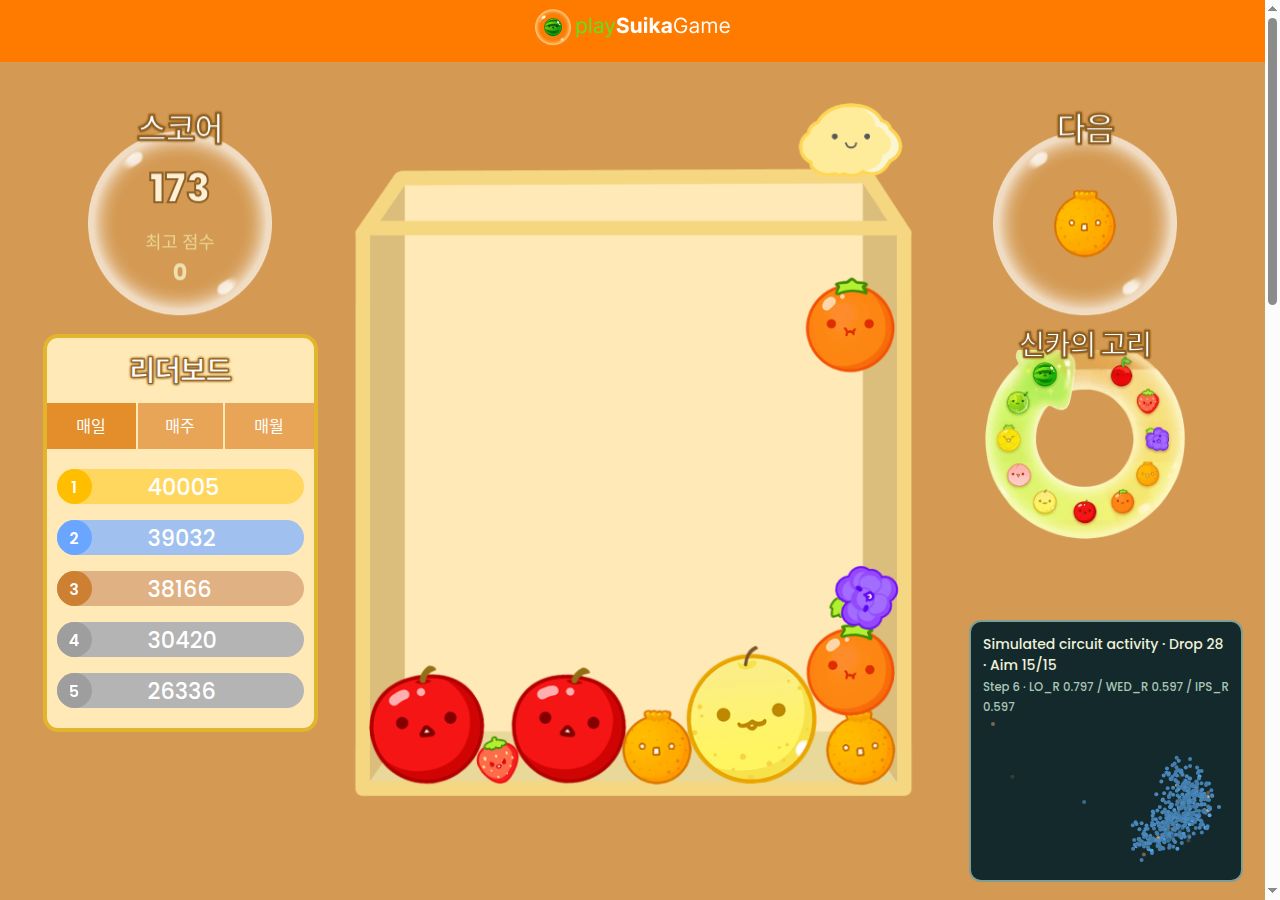 playSuikaGame
스코어
173
최고 점수
0
리더보드
매일 매주 매월
1 40005
2 39032
3 38166
4 30420
5 26336
다음
신카의 고리
Simulated circuit activity · Drop 28
· Aim 15/15
Step 6 · LO_R 0.797 / WED_R 0.597 / IPS_R
0.597